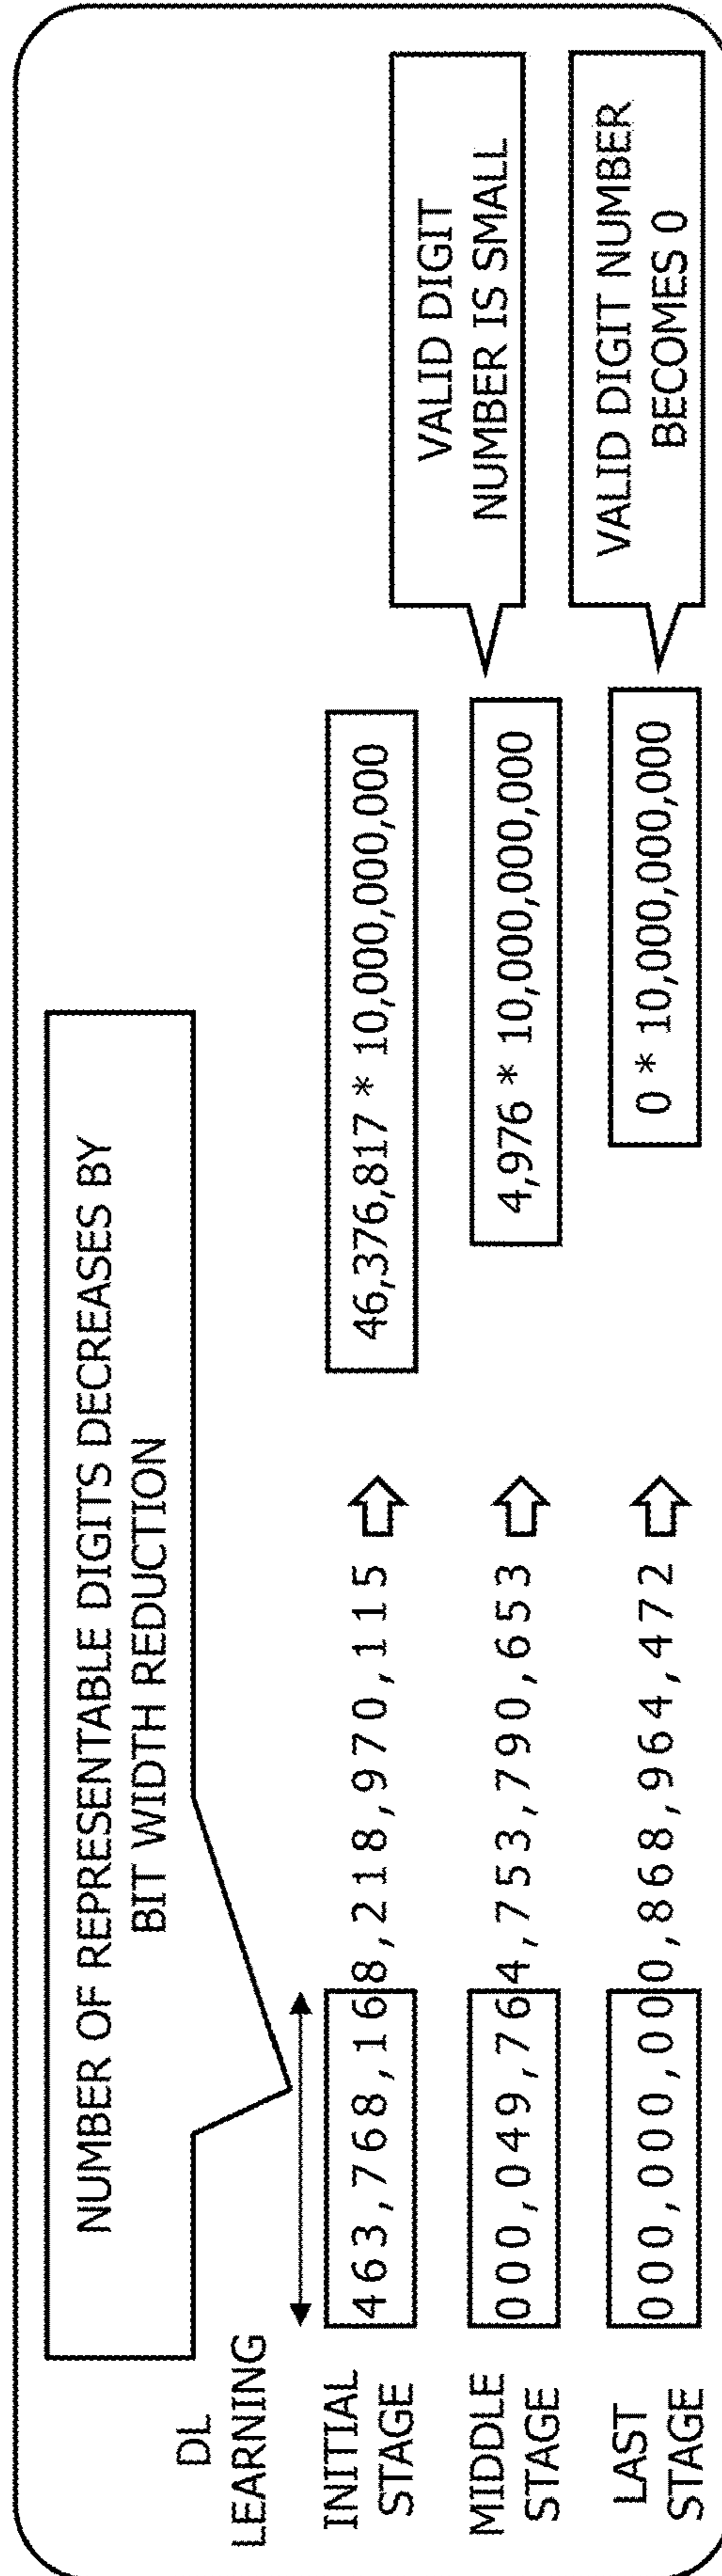 NUMBER OF REPRESENTABLE DIGITS DECREASES BY
BIT WIDTH REDUCTION
DL
LEARNING
INITIAL
STAGE
463,768,168,218,970,115
46,376,817 * 10,000,000,000
MIDDLE
STAGE
000,049,764,753,790,653
4,976 * 10,000,000,000
VALID DIGIT
NUMBER IS SMALL
LAST
STAGE
000,000,000,868,964,472
0 * 10,000,000,000
VALID DIGIT NUMBER
BECOMES 0